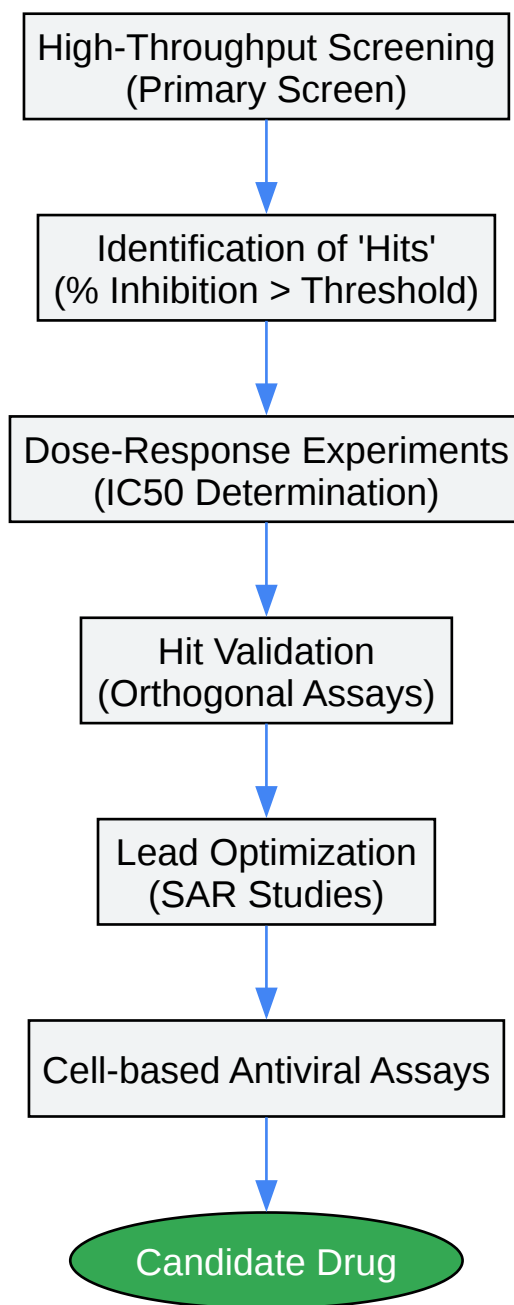 High-Throughput Screening
(Primary Screen)
Identification of 'Hits'
(% Inhibition > Threshold)
Dose-Response Experiments
(IC50 Determination)
Hit Validation
(Orthogonal Assays)
Lead Optimization
(SAR Studies)
Cell-based Antiviral Assays
Candidate Drug